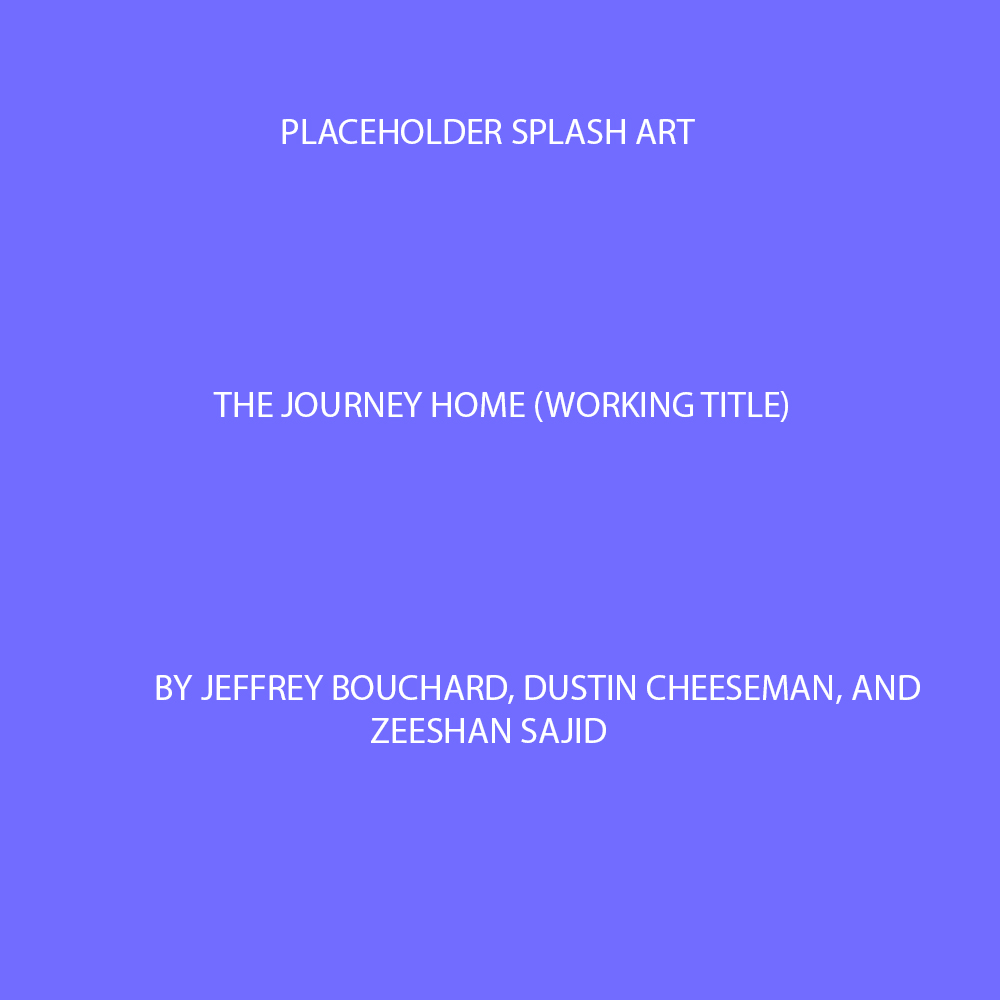 PLACEHOLDER SPLASH ART
THE JOURNEY HOME (WORKING TITLE)
BY JEFFREY BOUCHARD, DUSTIN CHEESEMAN, AND
ZEESHAN SAJID